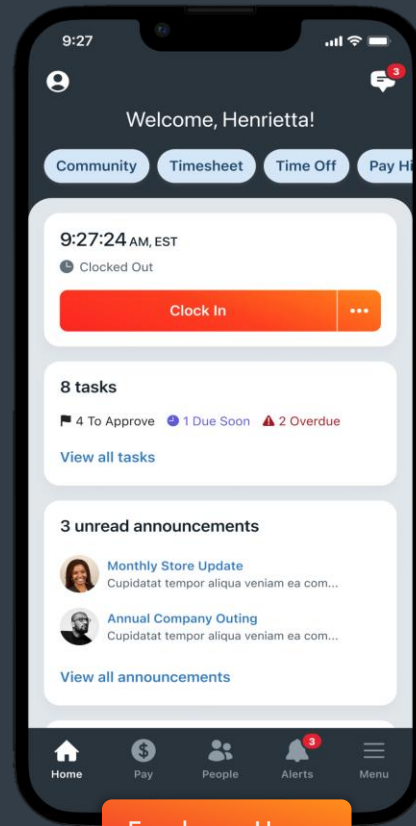 9:27
3
Welcome, Henrietta!
Community Timesheet Time Off Pay
9:27:24 AM, EST
Clocked Out
Clock In
8 tasks
4 To Approve 1 Due Soon 2 Overdue
View all tasks
3 unread announcements
Monthly Store Update
Cupidatat tempor aliqua veniam ea com...
Annual Company Outing
Cupidatat tempor aliqua veniam ea com...
View all announcements
3
Home Pay People Alerts Menu